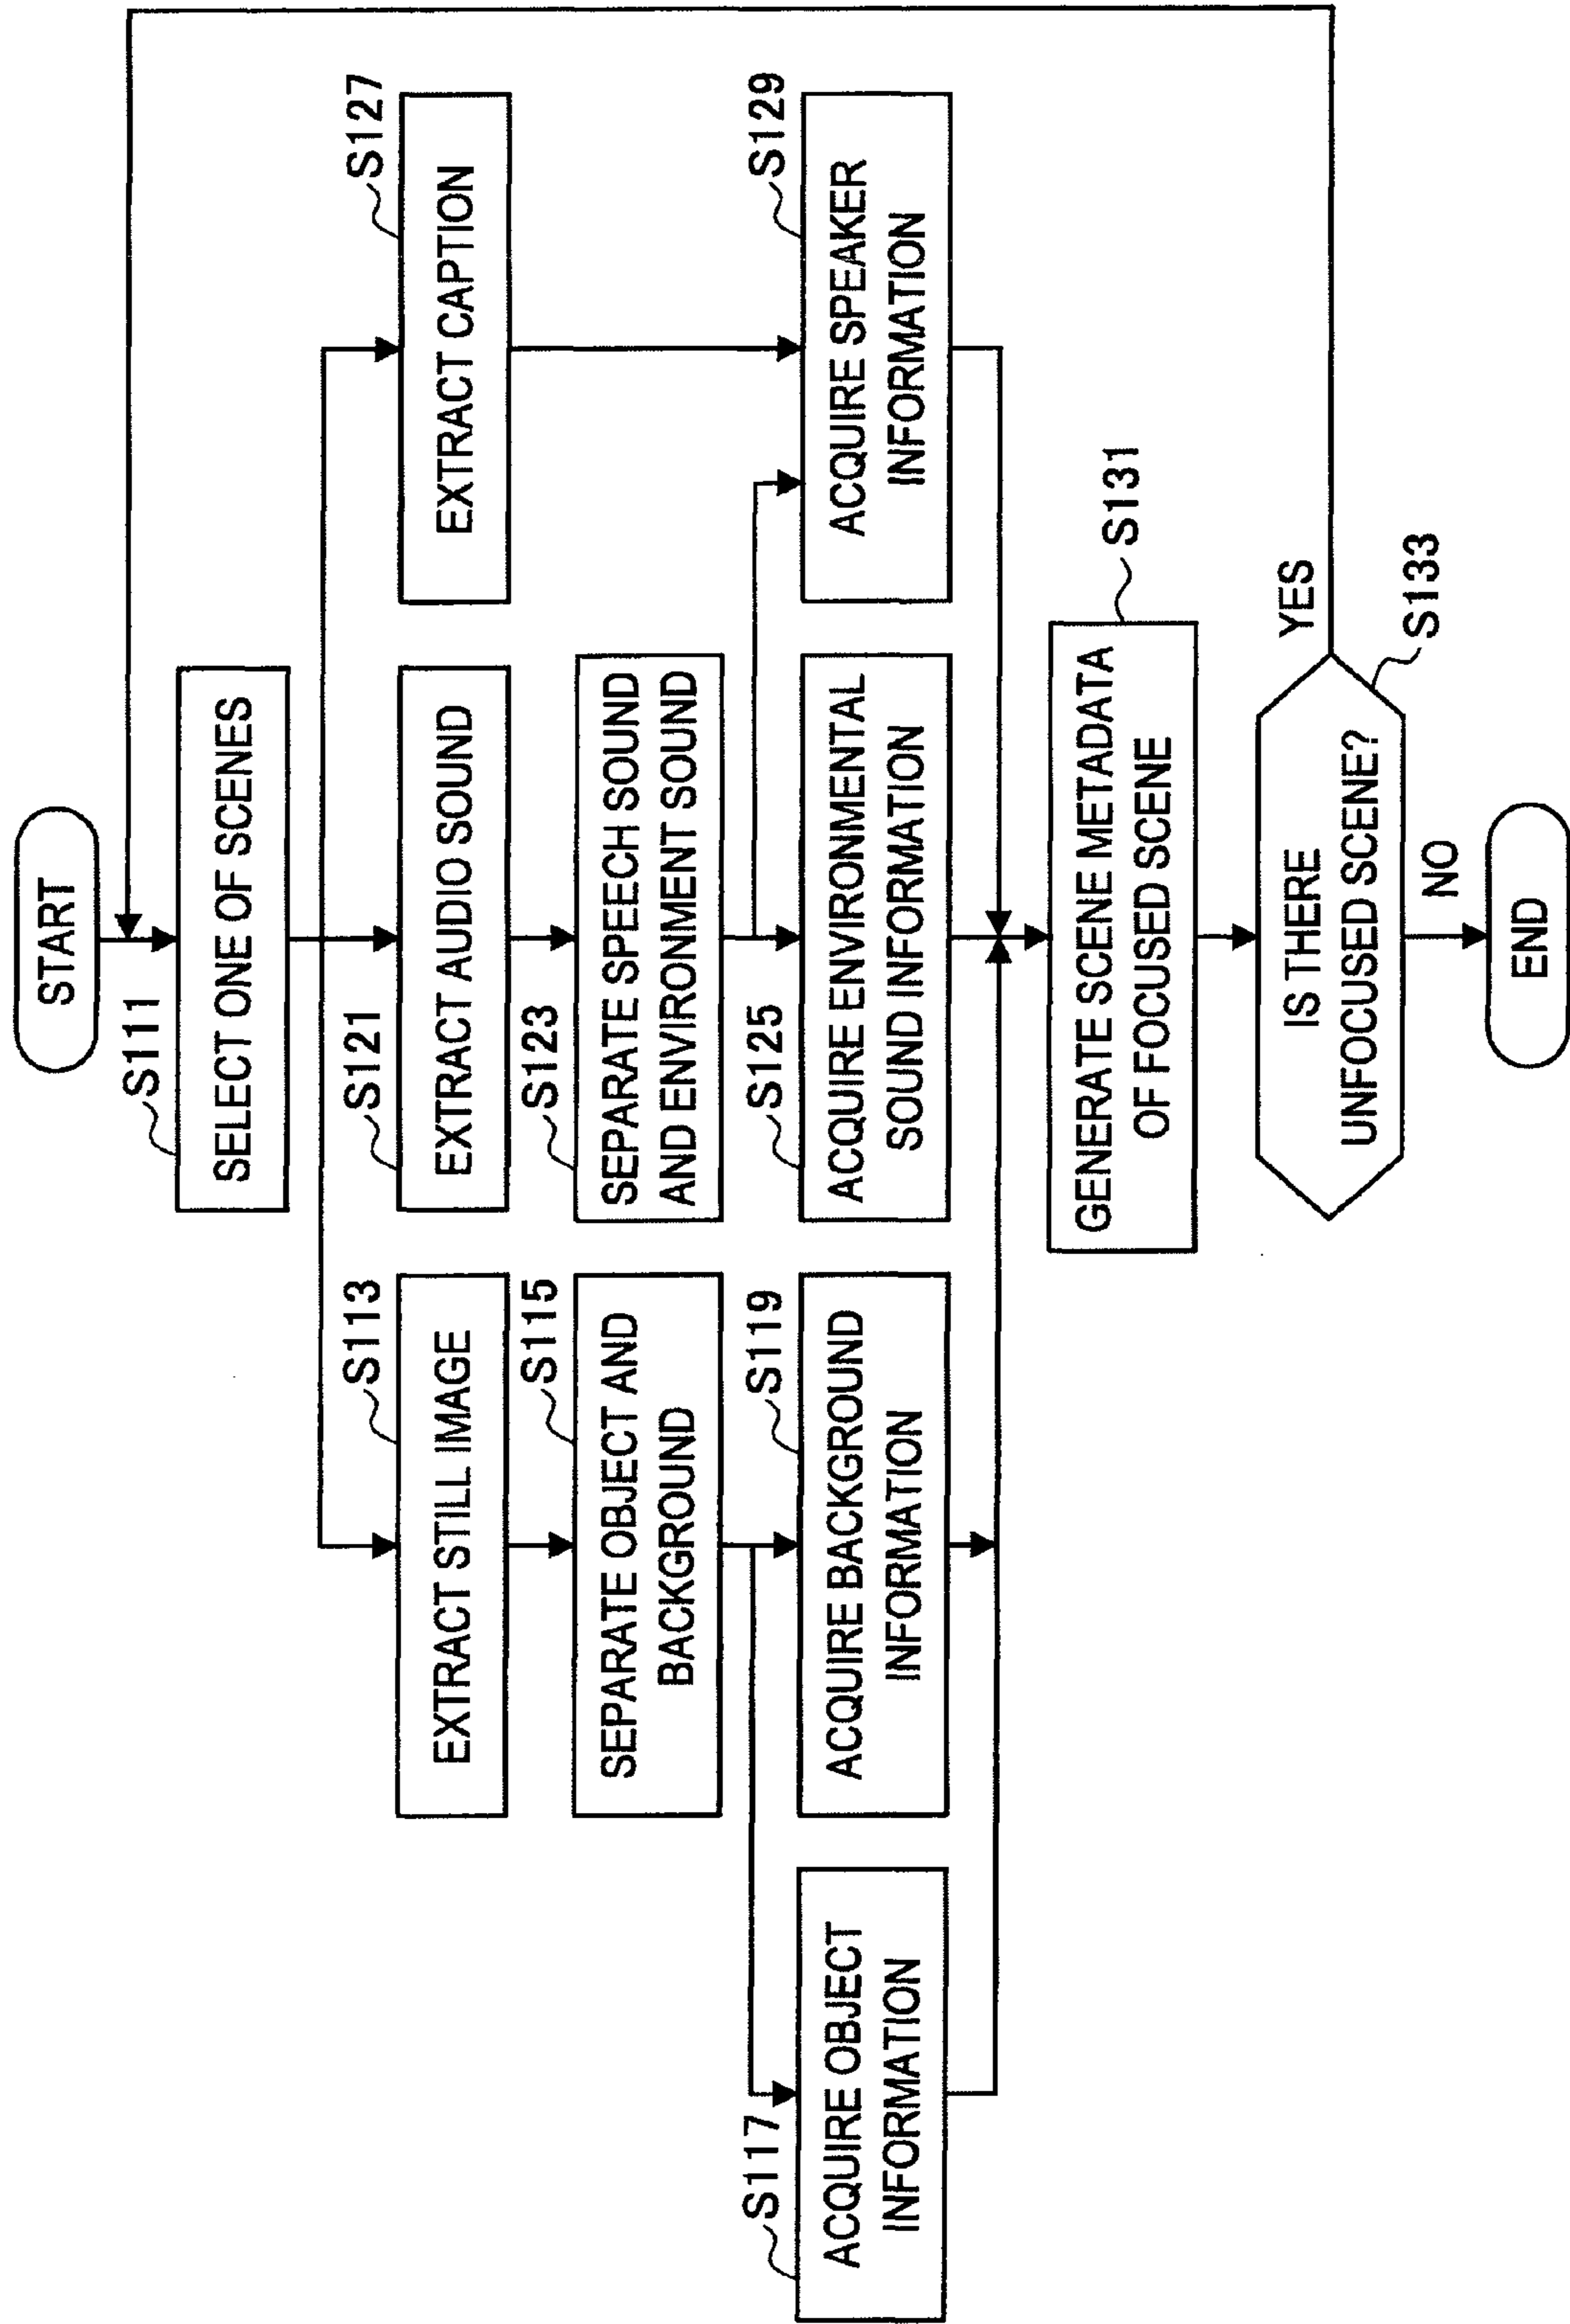 START
S111
SELECT ONE OF SCENES
S113
EXTRACT STILL IMAGE
S121
EXTRACT AUDIO SOUND
S127
EXTRACT CAPTION
S115
SEPARATE OBJECT AND
BACKGROUND
S123
SEPARATE SPEECH SOUND
AND ENVIRONMENT SOUND
S117
ACQUIRE OBJECT
INFORMATION
S119
ACQUIRE BACKGROUND
INFORMATION
S125
ACQUIRE ENVIRONMENTAL
SOUND INFORMATION
S129
ACQUIRE SPEAKER
INFORMATION
S131
GENERATE SCENE METADATA
OF FOCUSED SCENE
S133
IS THERE
UNFOCUSED SCENE?
YES
NO
END